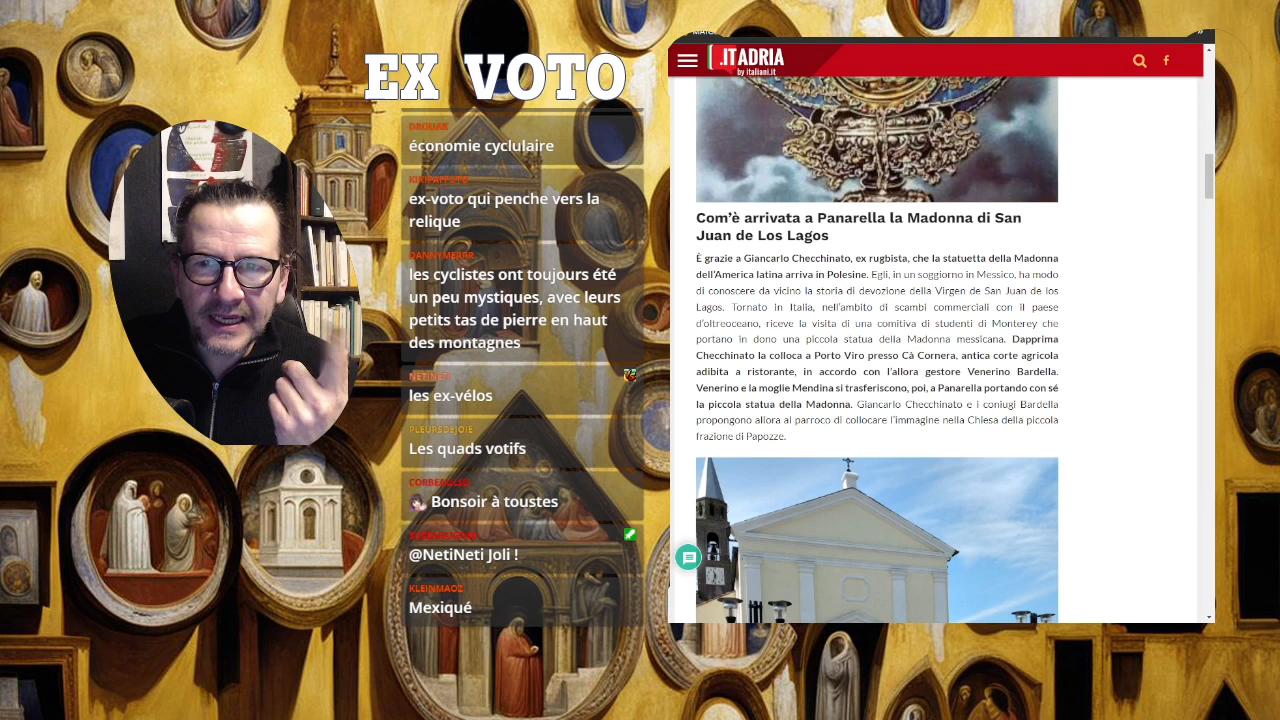 EX VOTO
DROUAR
économie cyclulaire
ex-voto qui penche vers la
relique
DANNYMERRR
les cyclistes ont toujours été
un peu mystiques, avec leurs
petits tas de pierre en haut
des montagnes
NETINETI
les ex-vélos
PLEURSDEJOIE
Les quads votifs
Bonsoir à toustes
@NetiNeti Joli !
KLEINMAOZ
Mexiqué
.IT ADRIA
by italiani.it
Com’è arrivata a Panarella la Madonna di San
Juan de Los Lagos
È grazie a Giancarlo Checchinato, ex rugbista, che la statuetta della Madonna
dell’America latina arriva in Polesine. Egli, in un soggiorno in Messico, ha modo
di conoscere da vicino la storia di devozione della Virgen de San Juan de los
Lagos. Tornato in Italia, nell’ambito di scambi commerciali con il paese
d’oltreoceano, riceve la visita di una comitiva di studenti di Monterey che
portano in dono una piccola statua della Madonna messicana. Dapprima
Checchinato la colloca a Porto Viro presso Cà Cornera, antica corte agricola
adibita a ristorante, in accordo con l’allora gestore Venerino Bardella.
Venerino e la moglie Mendina si trasferiscono, poi, a Panarella portando con sé
la piccola statua della Madonna. Giancarlo Checchinato e i coniugi Bardella
propongono allora al parroco di collocare l’immagine nella Chiesa della piccola
frazione di Papozze.